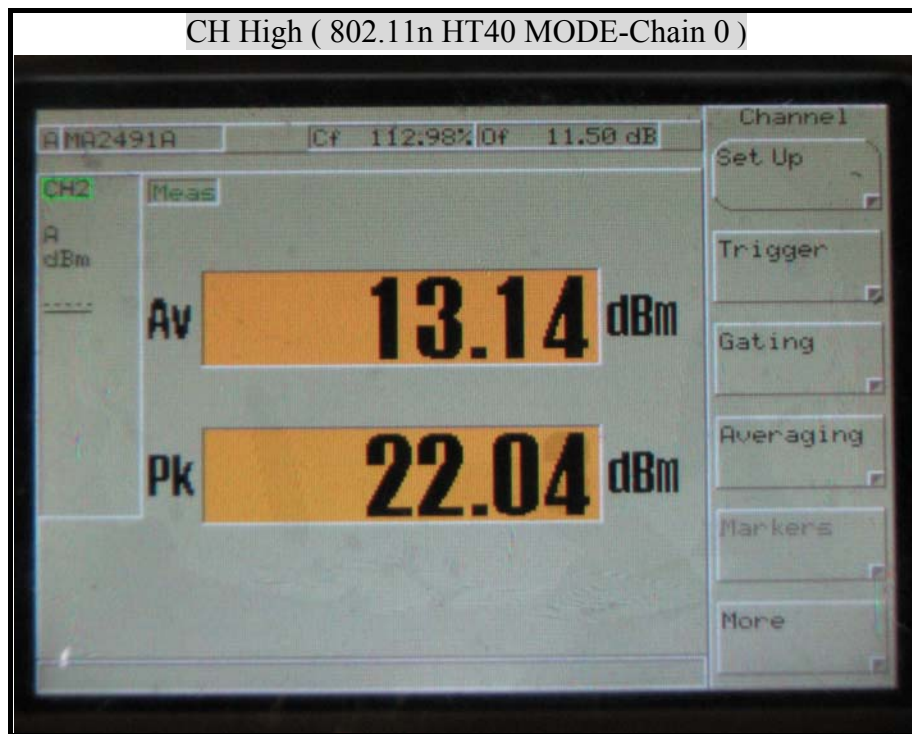 CH High ( 802.11n HT40 MODE-Chain 0 )
A MA2491A Cf 112.98% Of 11.50 dB
Channel
Set Up
CH2
Meas
A
dBm
-----
Trigger
Av 13.14 dBm
Gating
Averaging
Pk 22.04 dBm
Markers
More